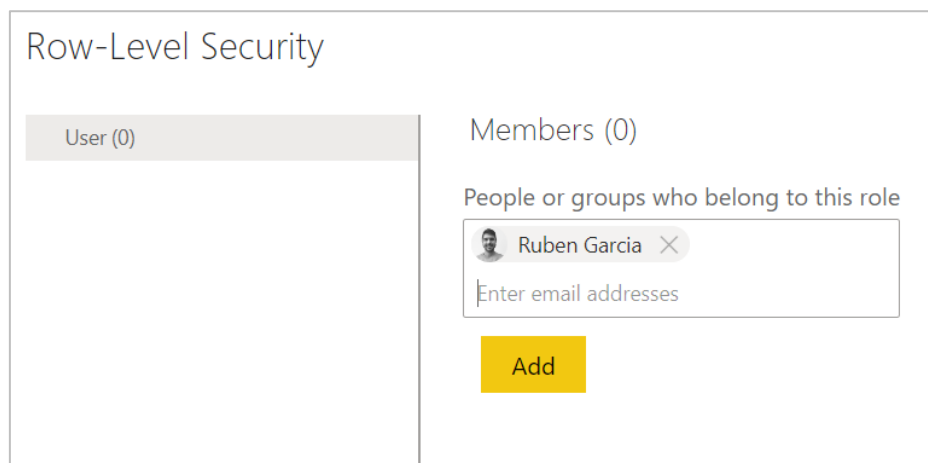 Row-Level Security
User (0)
Members (0)
People or groups who belong to this role
Ruben Garcia
Enter email addresses
Add